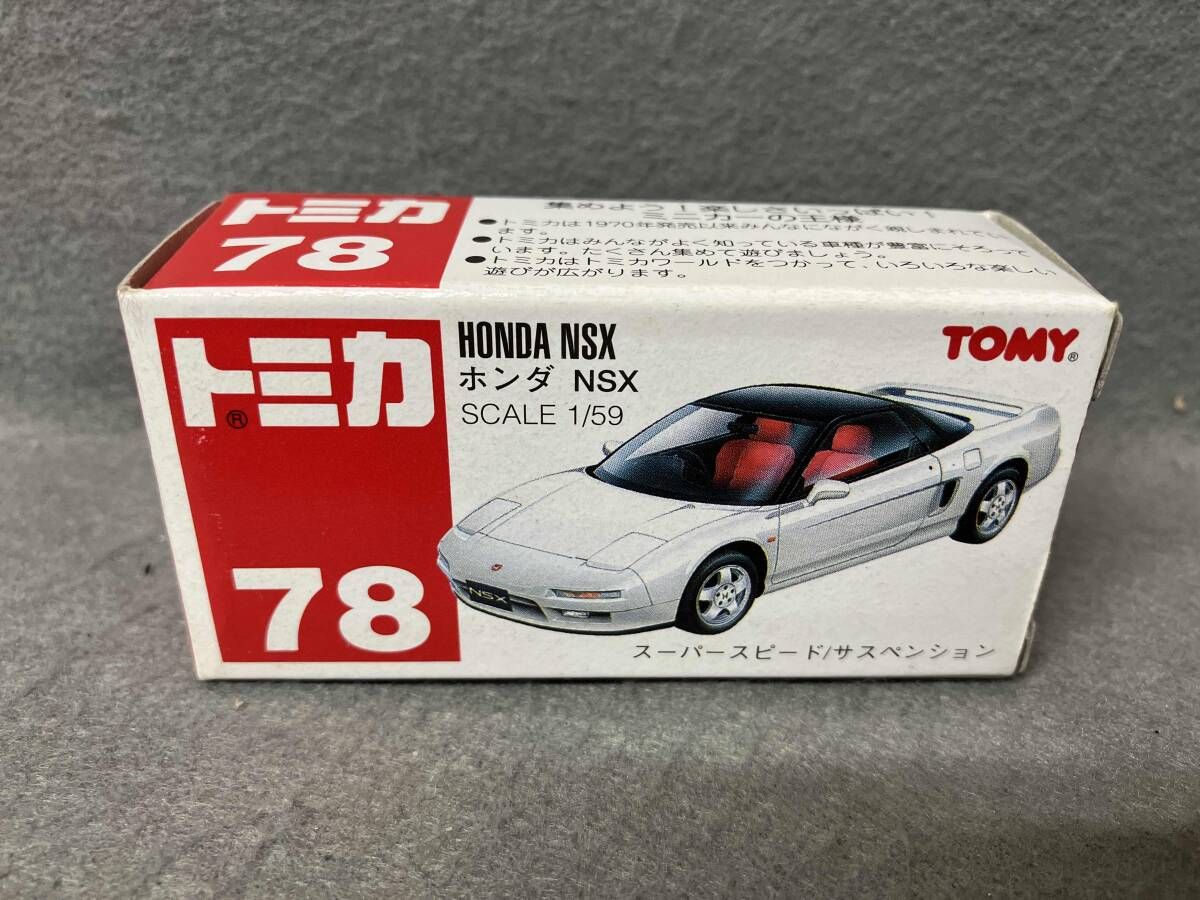 トミカ
78
集めよう!楽しさいっぱい!
ミニカーの王様
●トミカは1970年発売以来みんなにながく親しまれて
ます。
●トミカはみんながよく知っている車種が豊富にそろって
います。たくさん集めて遊びましょう。
●トミカはトミカワールドをつかって、いろいろな楽しい
遊びが広がります。
トミカ®
78
HONDA NSX
ホンダ NSX
SCALE 1/59
TOMY®
NSX
スーパースピード/サスペンション